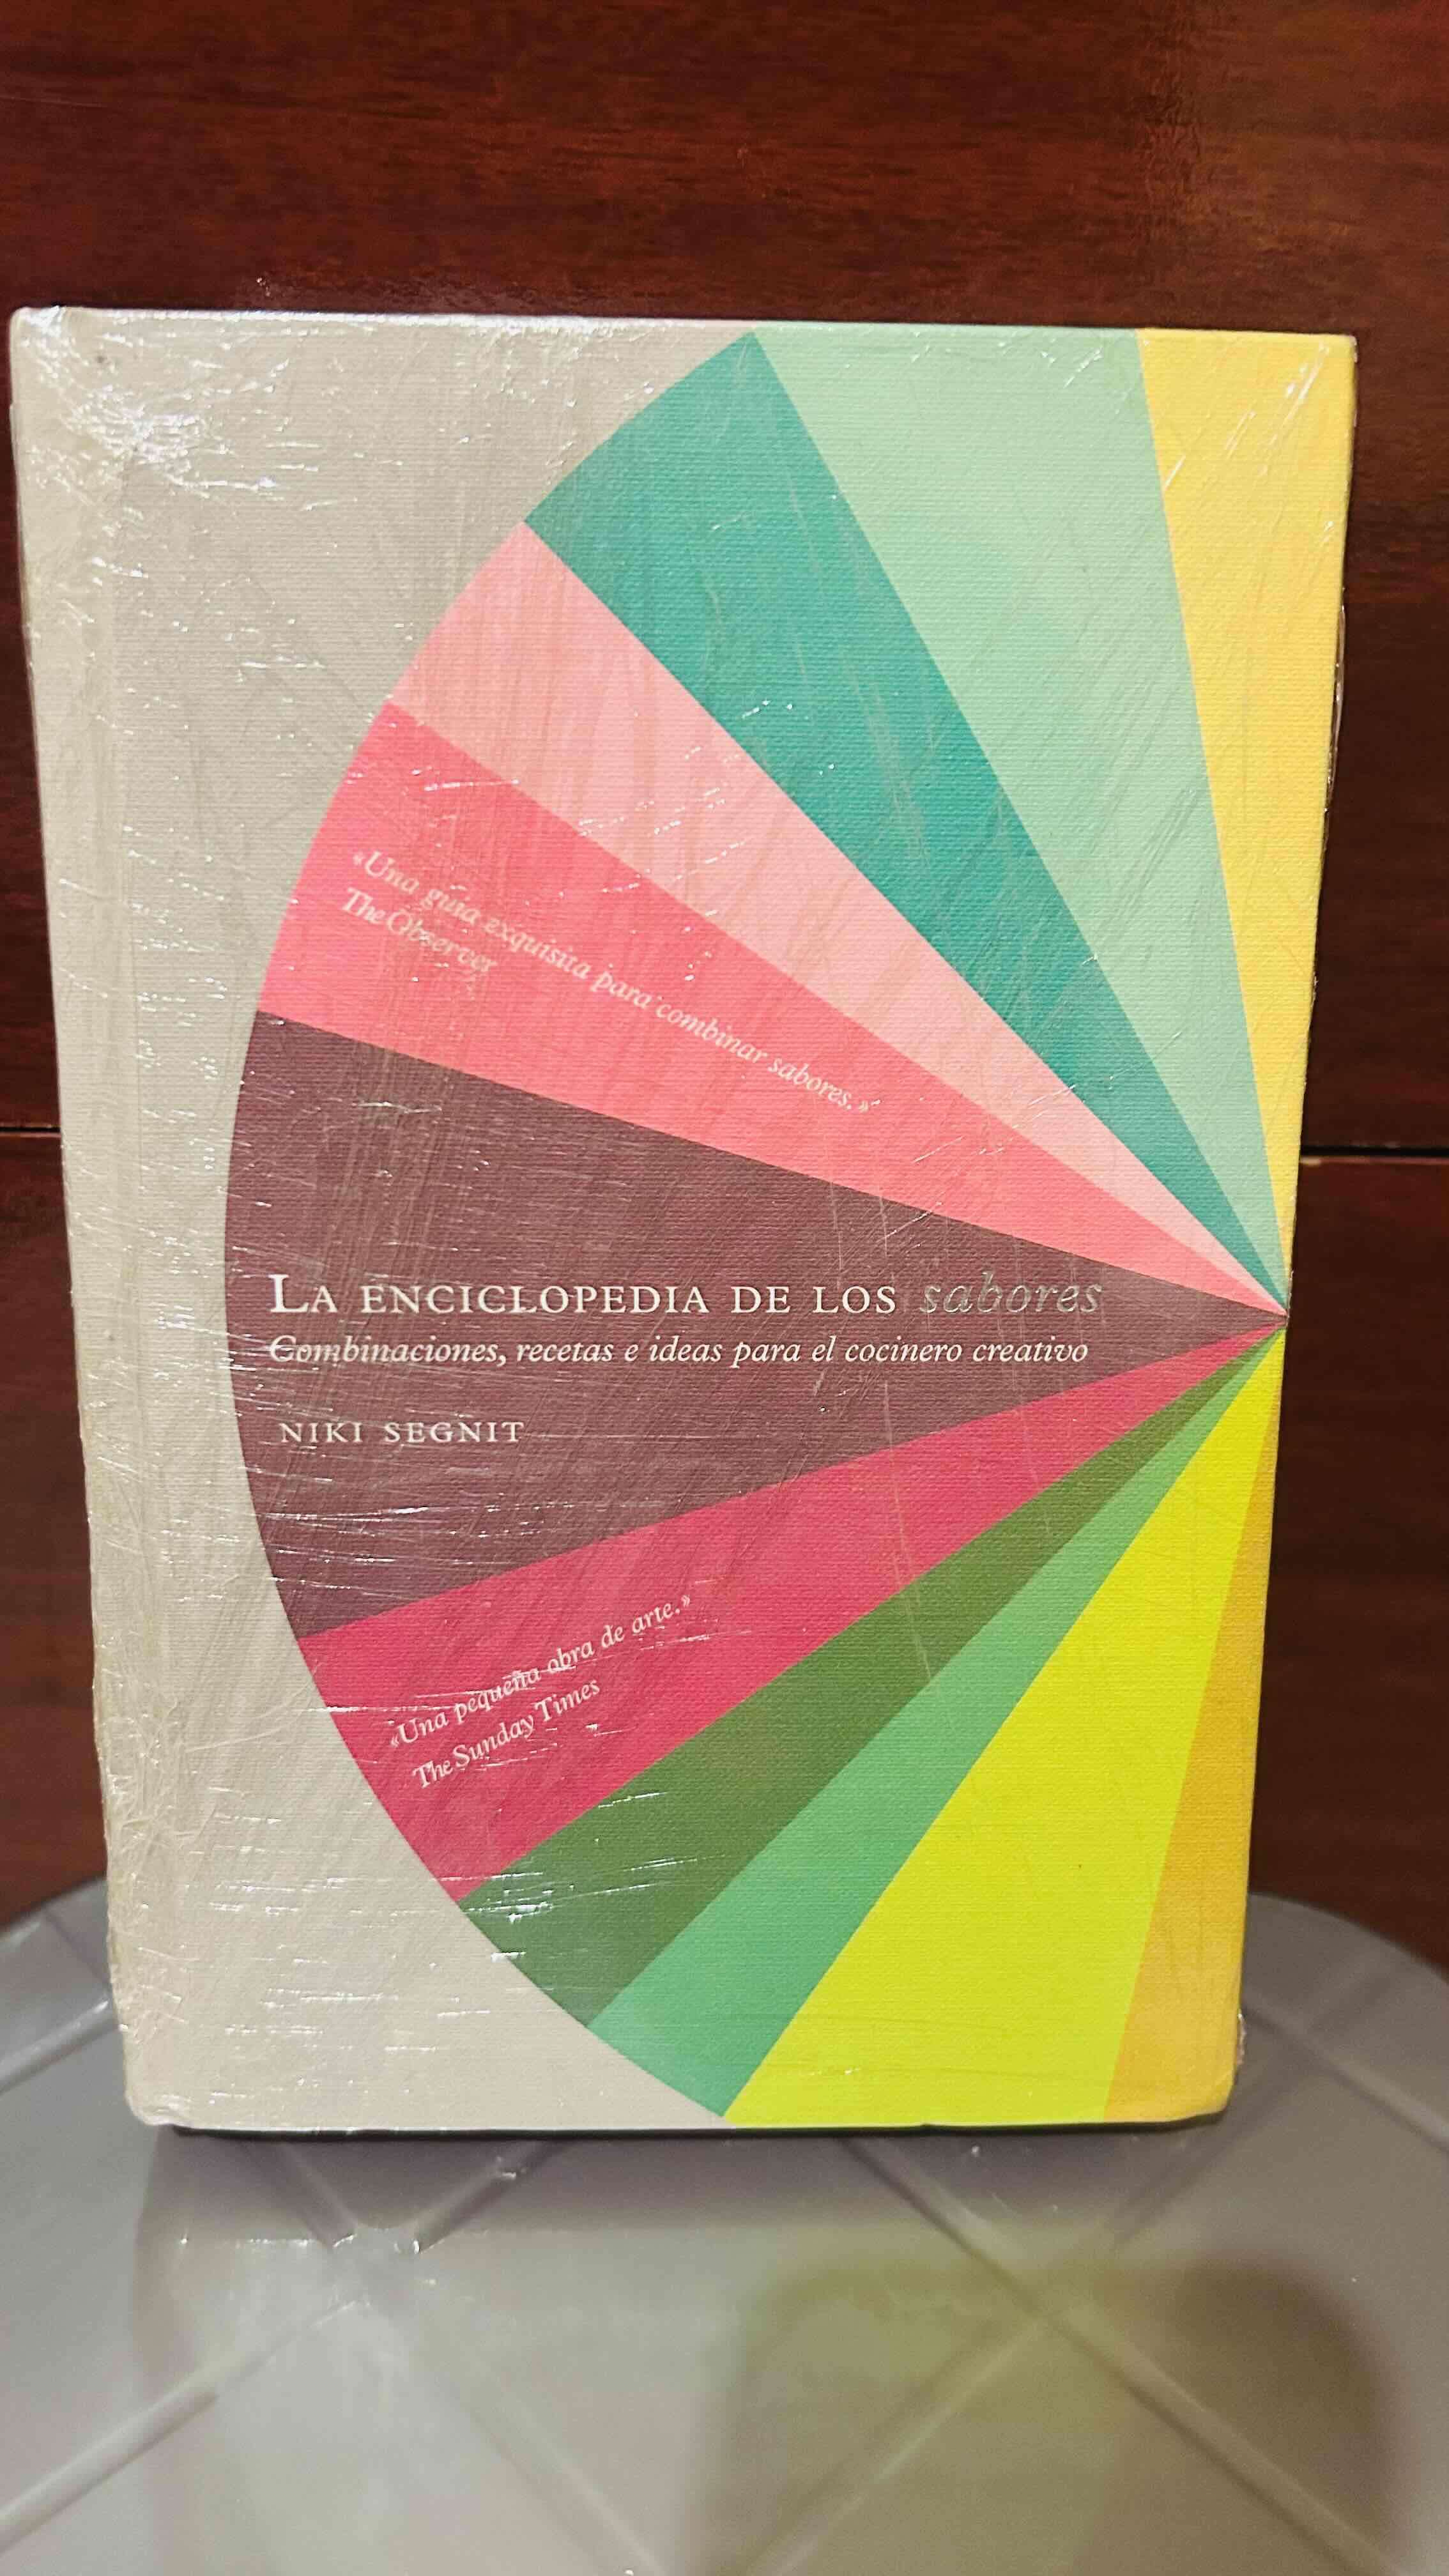 «Una guía exquisita para combinar sabores.»
The Observer
LA ENCICLOPEDIA DE LOS sabores
Combinaciones, recetas e ideas para el cocinero creativo
NIKI SEGNIT
«Una pequeña obra de arte.»
The Sunday Times